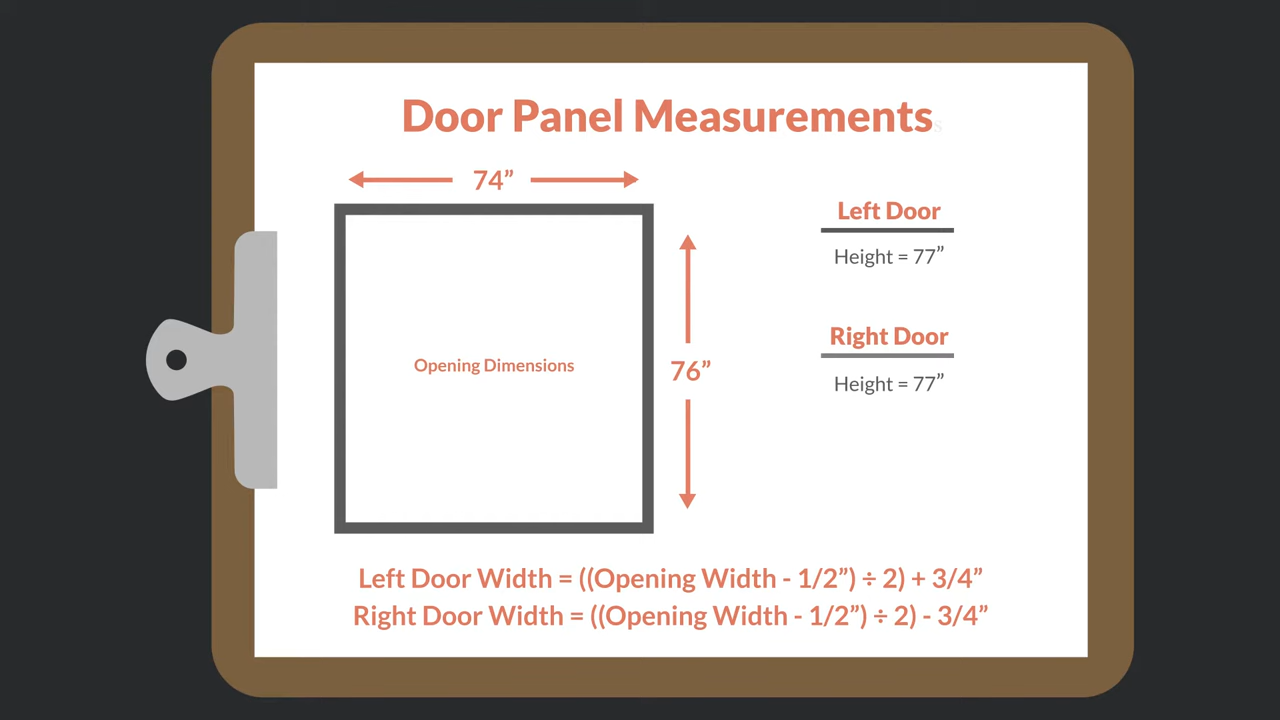 Door Panel Measurements
74”
Left Door
Height = 77”
Right Door
Height = 77”
Opening Dimensions
76”
Left Door Width = ((Opening Width - 1/2”) ÷ 2) + 3/4”
Right Door Width = ((Opening Width - 1/2”) ÷ 2) - 3/4”